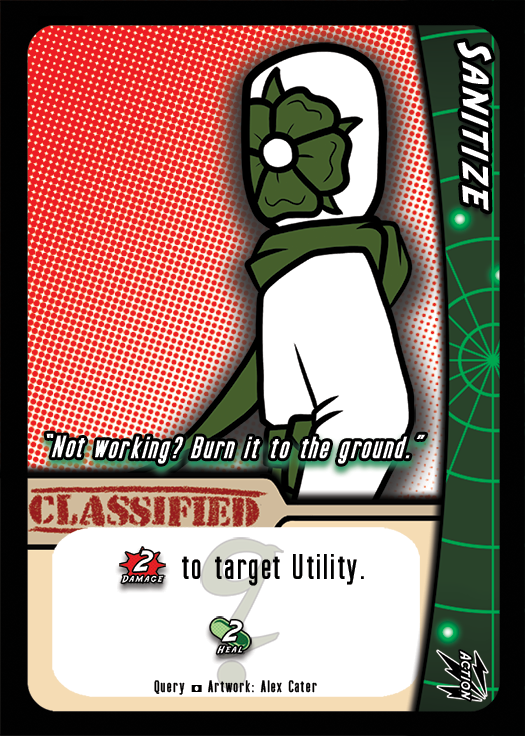 SANITIZE
"Not working? Burn it to the ground."
CLASSIFIED
2 DAMAGE to target Utility.
2
HEAL
?
Query Artwork: Alex Cater
ACTION